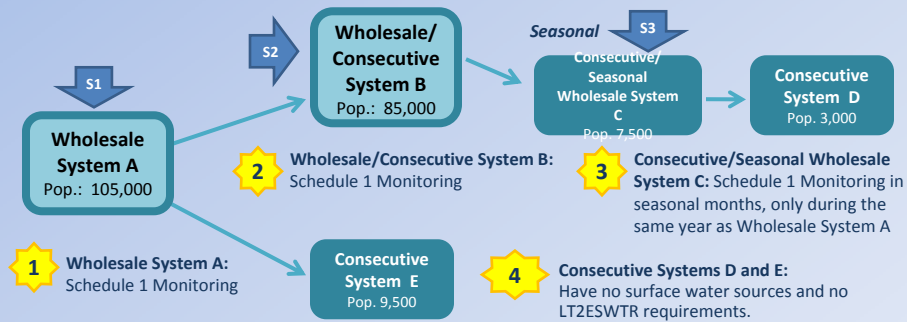 S1
Wholesale
System A
Pop.: 105,000
S2
Wholesale/
Consecutive
System B
Pop.: 85,000
Seasonal
S3
Consecutive/
Seasonal
Wholesale System
C
Pop. 7,500
Consecutive
System D
Pop. 3,000
2
Wholesale/Consecutive System B:
Schedule 1 Monitoring
3
Consecutive/Seasonal Wholesale
System C: Schedule 1 Monitoring in
seasonal months, only during the
same year as Wholesale System A
1
Wholesale System A:
Schedule 1 Monitoring
Consecutive
System E
Pop. 9,500
4
Consecutive Systems D and E:
Have no surface water sources and no
LT2ESWTR requirements.